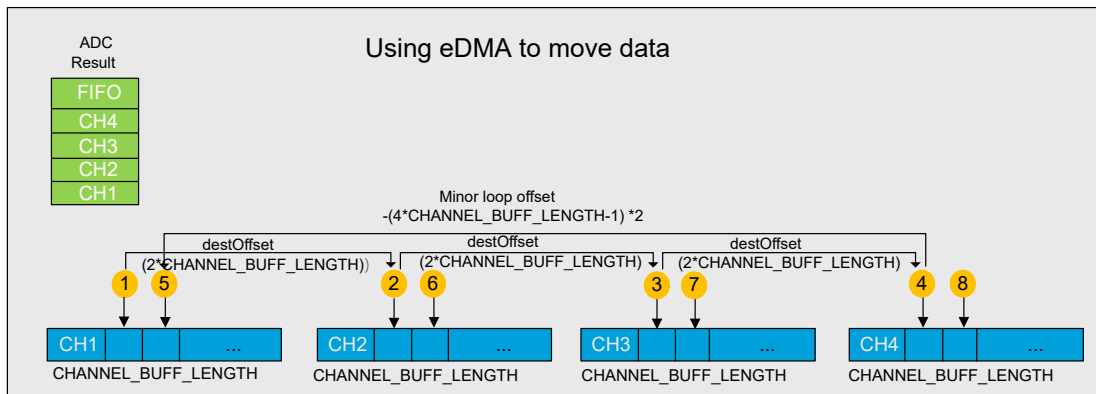 Using eDMA to move data
ADC
Result
FIFO
CH4
CH3
CH2
CH1
Minor loop offset
-(4*CHANNEL_BUFF_LENGTH-1) *2
destOffset
(2*CHANNEL_BUFF_LENGTH))
destOffset
(2*CHANNEL_BUFF_LENGTH)
destOffset
(2*CHANNEL_BUFF_LENGTH)
1
5
2
6
3
7
4
8
CH1
...
CH2
...
CH3
...
CH4
...
CHANNEL_BUFF_LENGTH
CHANNEL_BUFF_LENGTH
CHANNEL_BUFF_LENGTH
CHANNEL_BUFF_LENGTH